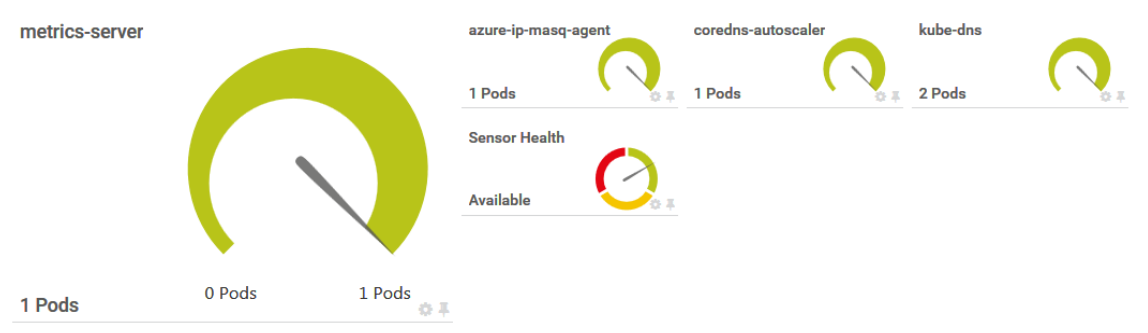 metrics-server
0 Pods
1 Pods
1 Pods
azure-ip-masq-agent
1 Pods
coredns-autoscaler
1 Pods
kube-dns
2 Pods
Sensor Health
Available